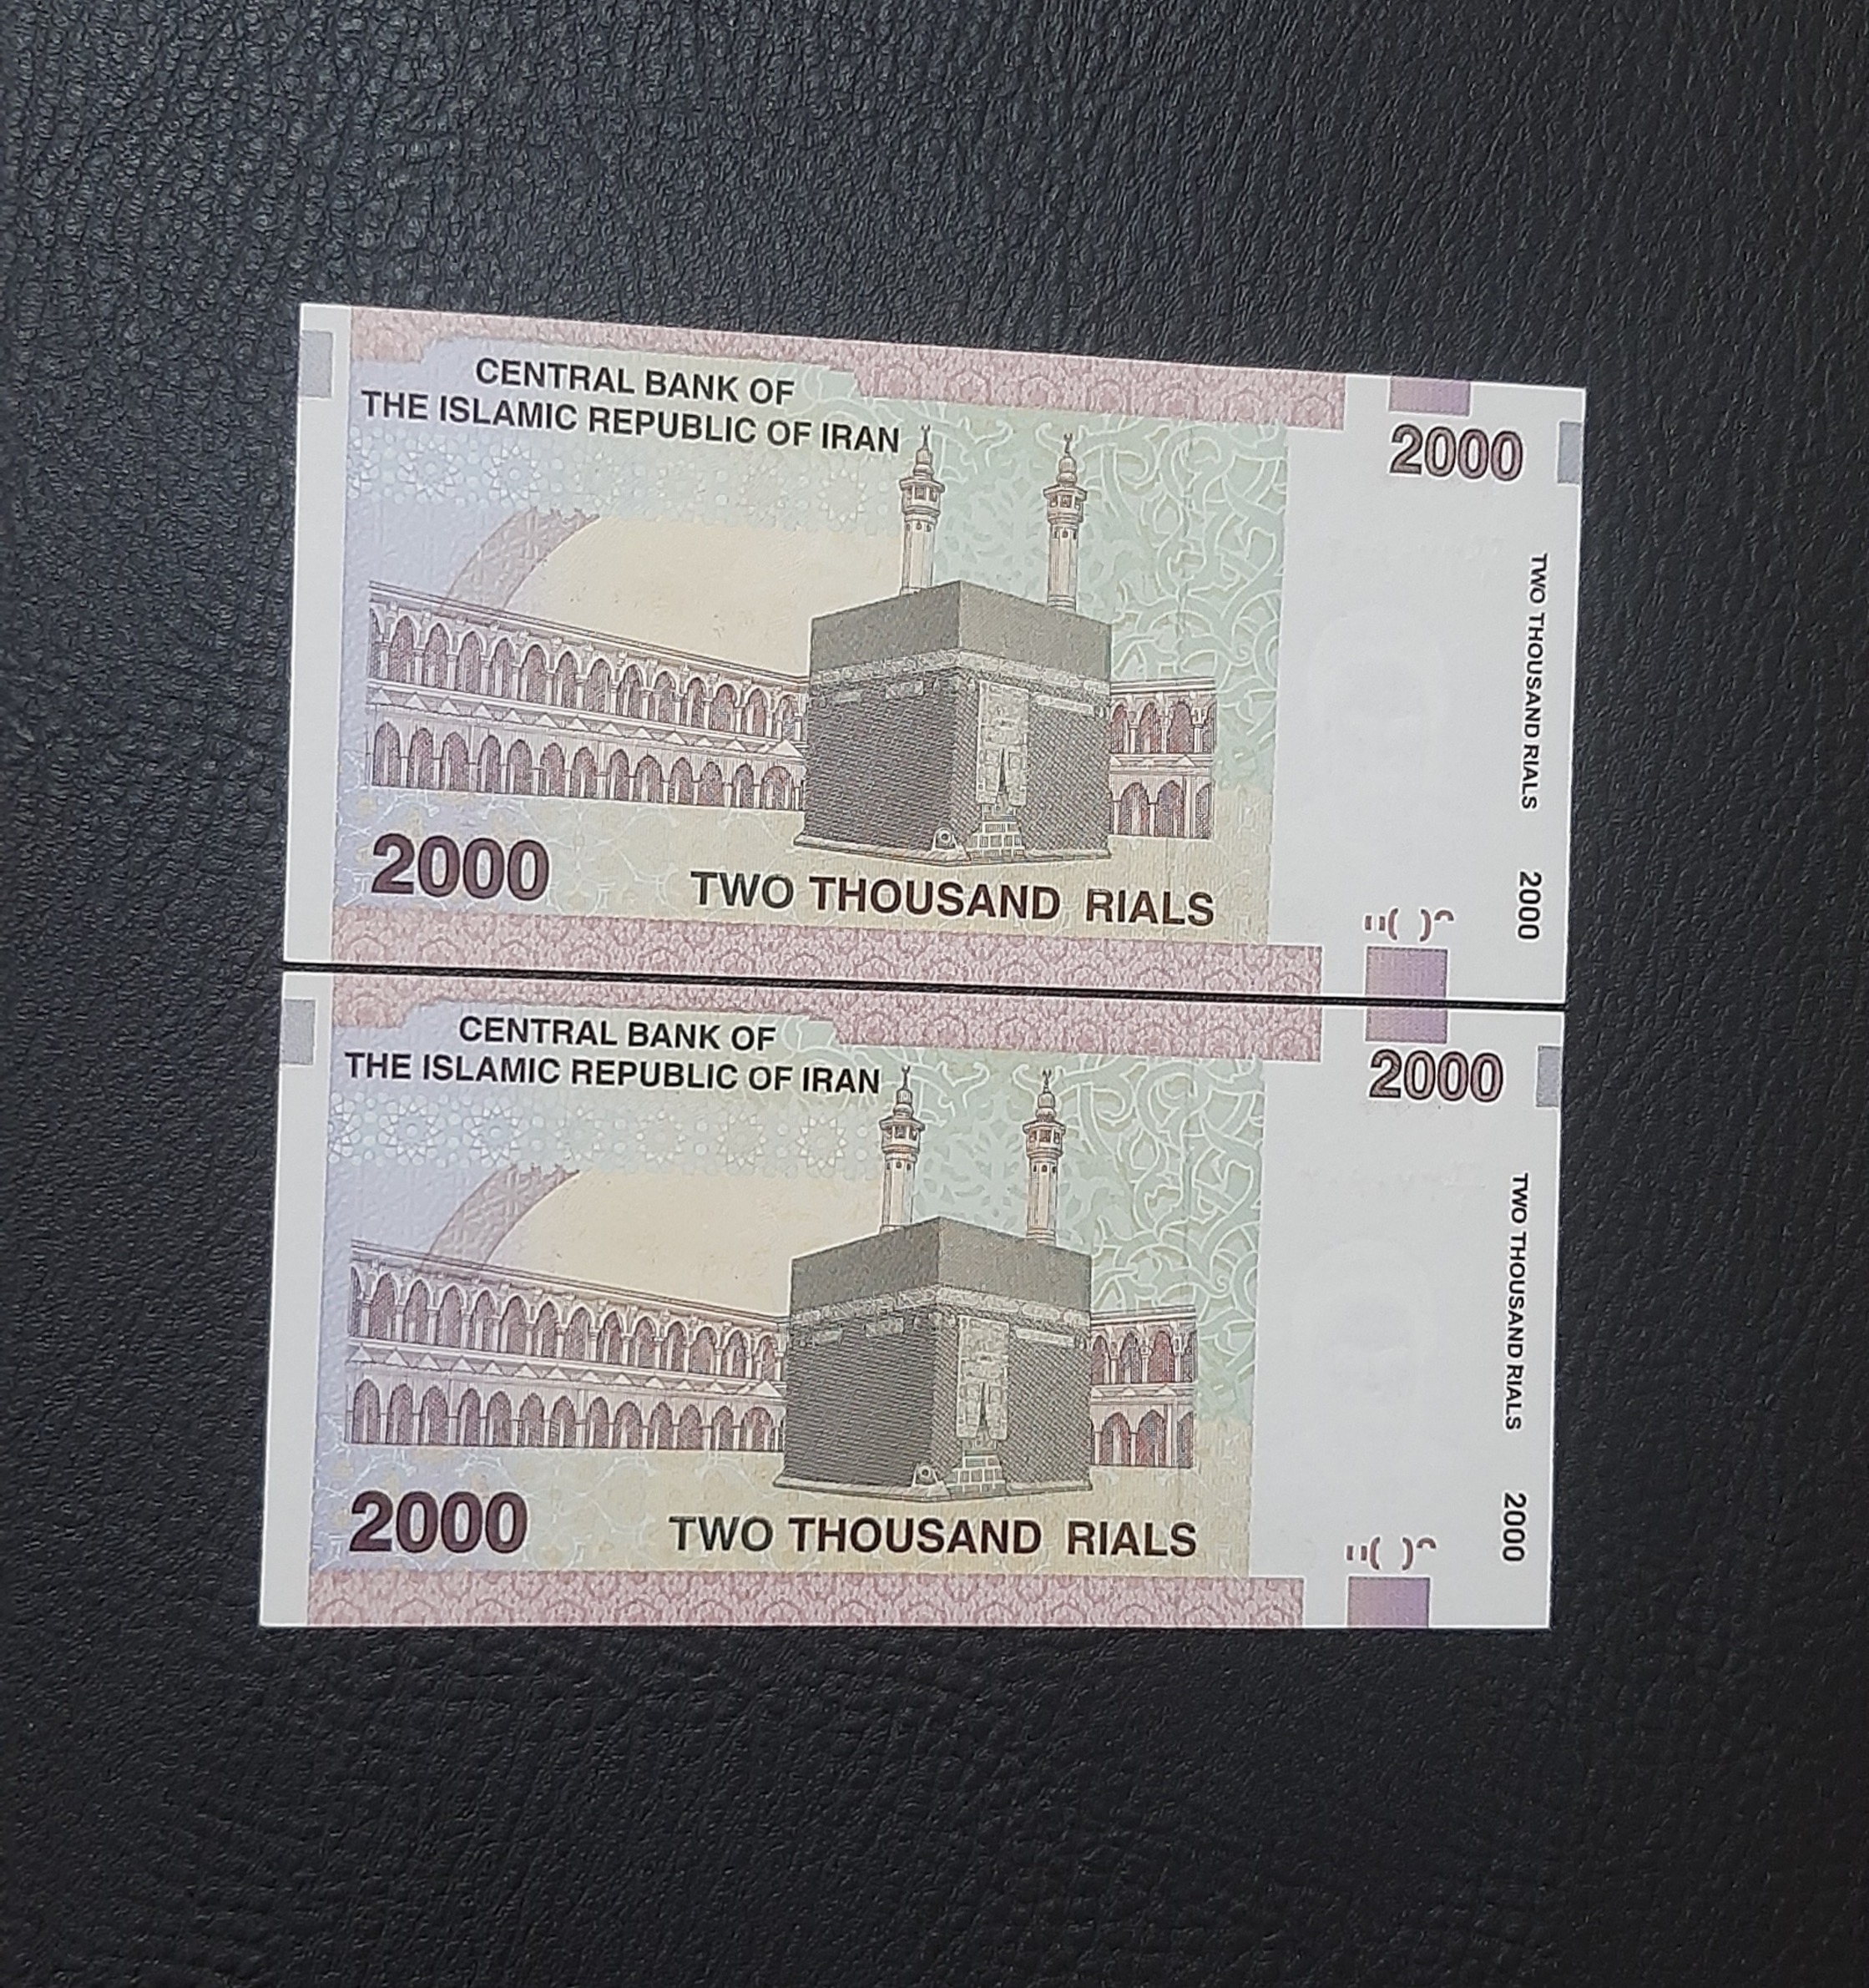 CENTRAL BANK OF
THE ISLAMIC REPUBLIC OF IRAN
2000
TWO THOUSAND RIALS 2000
2000
TWO THOUSAND RIALS
CENTRAL BANK OF
THE ISLAMIC REPUBLIC OF IRAN
2000
TWO THOUSAND RIALS 2000
2000
TWO THOUSAND RIALS